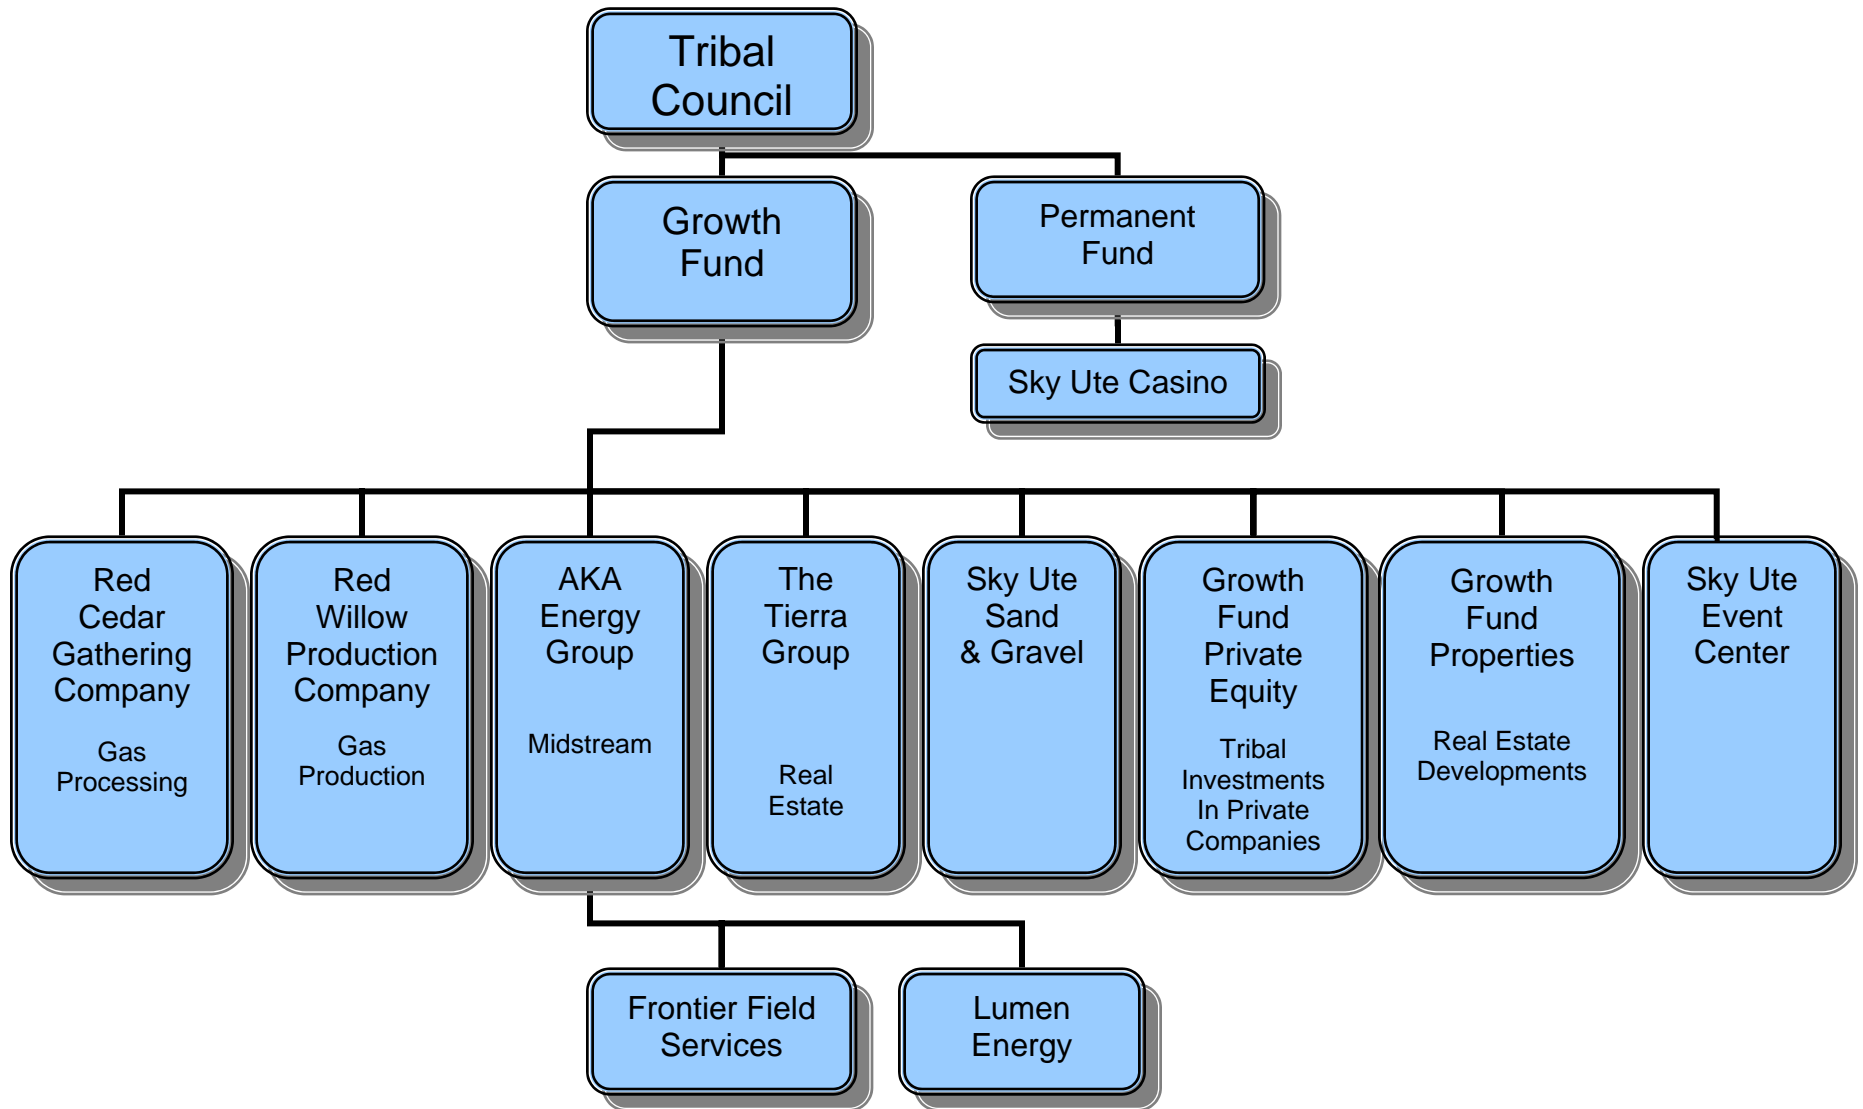 Tribal
Council
Growth
Fund
Permanent
Fund
Sky Ute Casino
Red
Cedar
Gathering
Company
Gas
Processing
Red
Willow
Production
Company
Gas
Production
AKA
Energy
Group
Midstream
The
Tierra
Group
Real
Estate
Sky Ute
Sand
& Gravel
Growth
Fund
Private
Equity
Tribal
Investments
In Private
Companies
Growth
Fund
Properties
Real Estate
Developments
Sky Ute
Event
Center
Frontier Field
Services
Lumen
Energy